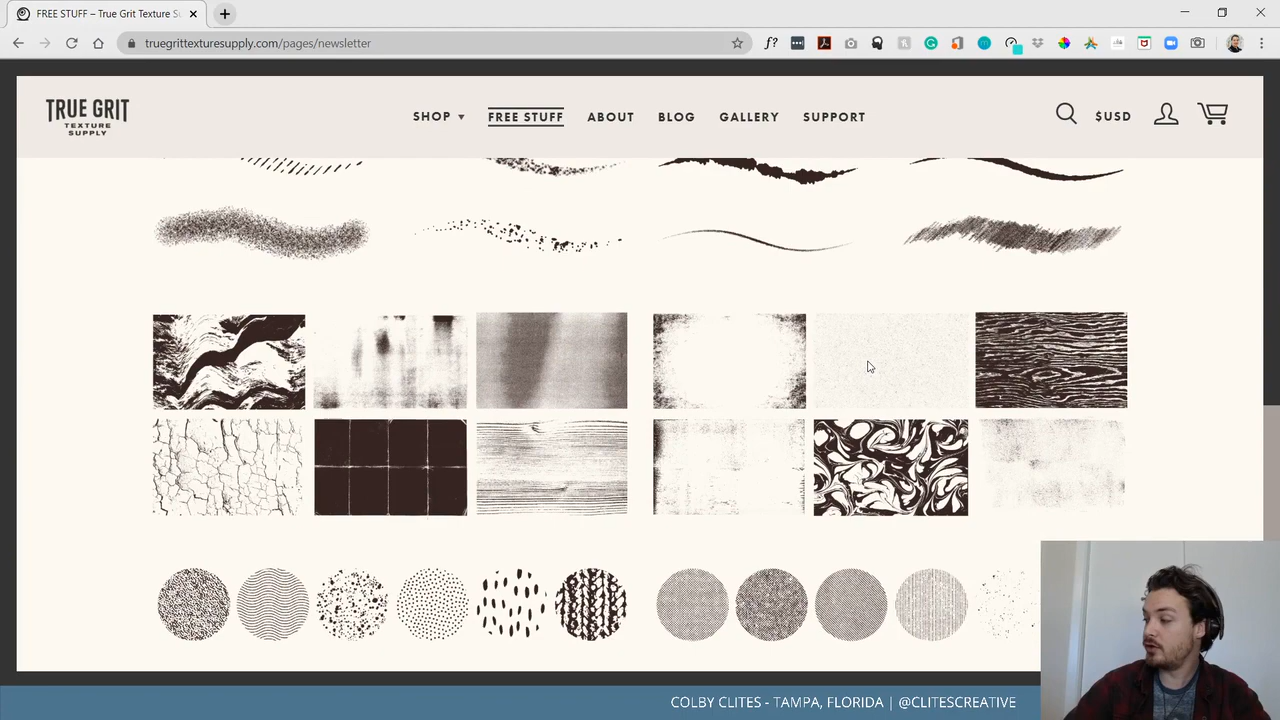 FREE STUFF – True Grit Texture S
truegrittexturesupply.com/pages/newsletter
TRUE GRIT
TEXTURE
SUPPLY
SHOP
FREE STUFF
ABOUT
BLOG
GALLERY
SUPPORT
$USD
COLBY CLITES - TAMPA, FLORIDA | @CLITESCREATIVE